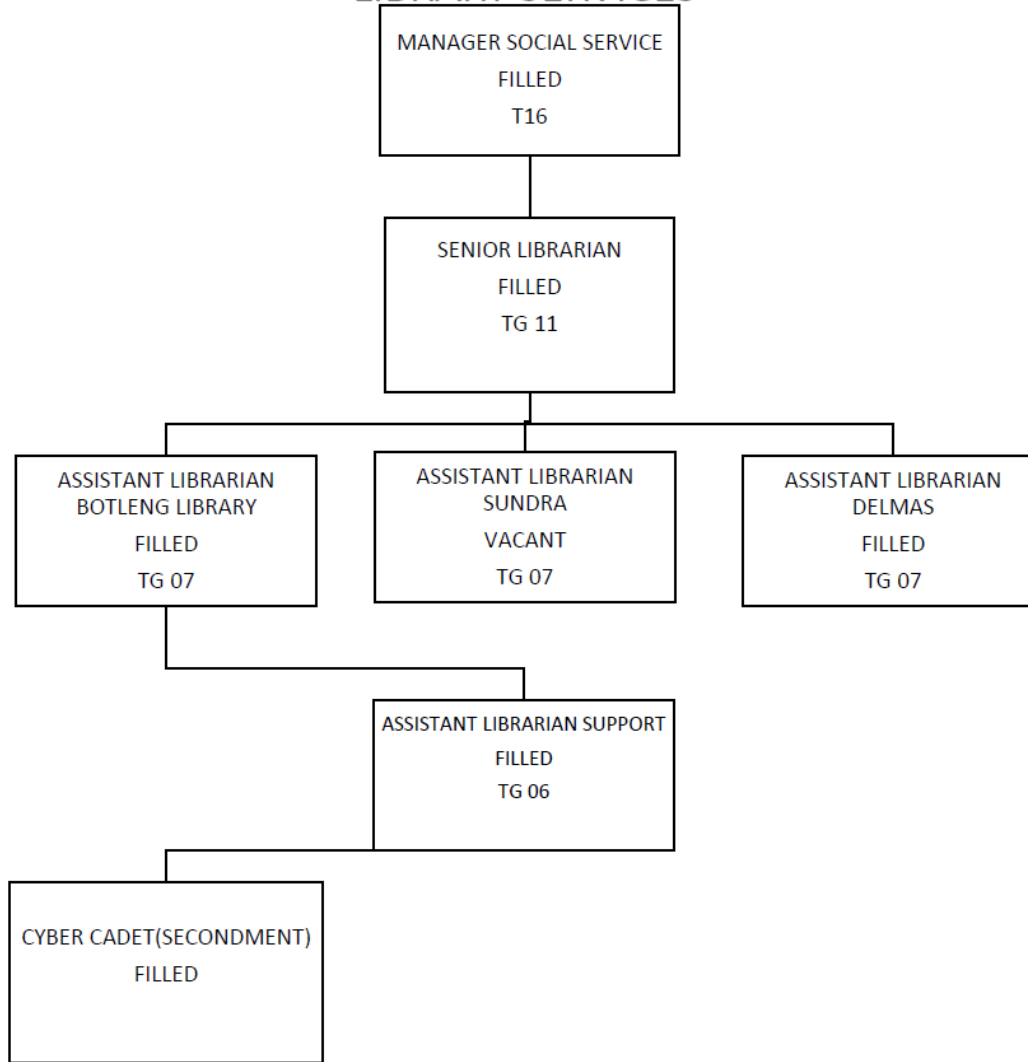 LIBRARY SERVICES
MANAGER SOCIAL SERVICE
FILLED
T16
SENIOR LIBRARIAN
FILLED
TG 11
ASSISTANT LIBRARIAN
BOTLENG LIBRARY
FILLED
TG 07
ASSISTANT LIBRARIAN
SUNDRA
VACANT
TG 07
ASSISTANT LIBRARIAN
DELMAS
FILLED
TG 07
ASSISTANT LIBRARIAN SUPPORT
FILLED
TG 06
CYBER CADET(SECONDMENT)
FILLED